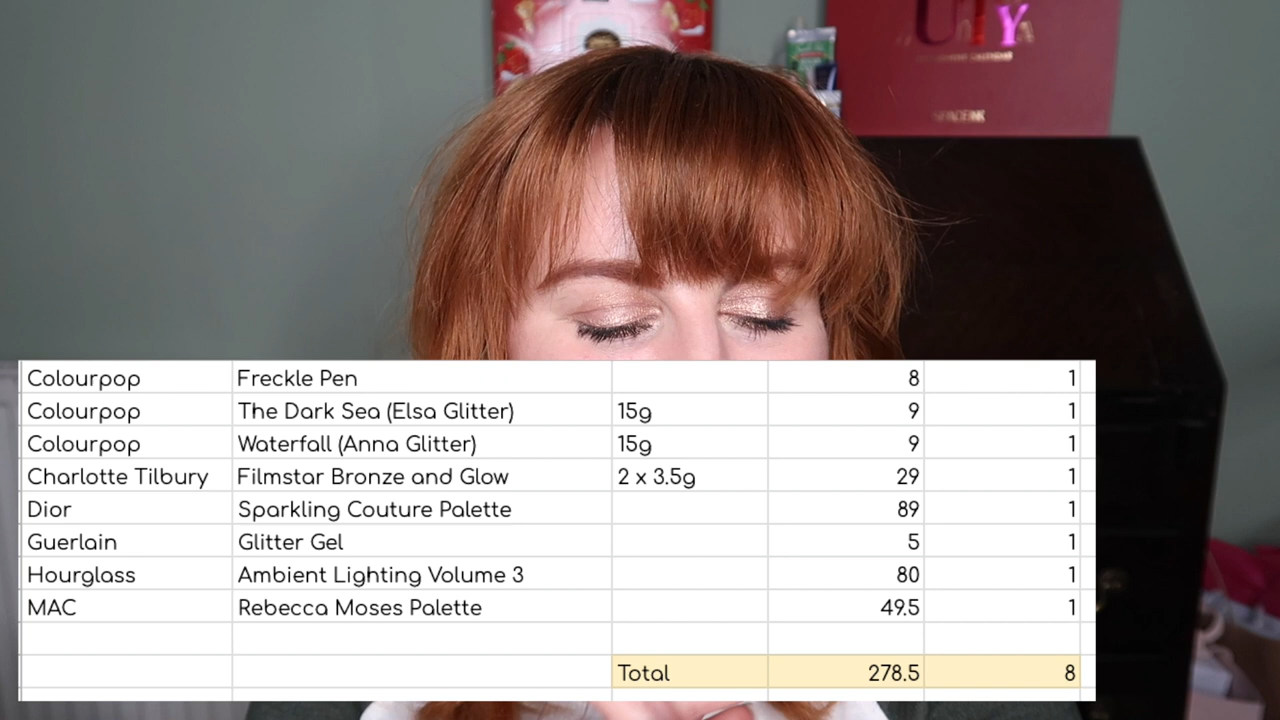 UTY
SPACE NK
Colourpop Freckle Pen 8 1
Colourpop The Dark Sea (Elsa Glitter) 15g 9 1
Colourpop Waterfall (Anna Glitter) 15g 9 1
Charlotte Tilbury Filmstar Bronze and Glow 2 x 3.5g 29 1
Dior Sparkling Couture Palette 89 1
Guerlain Glitter Gel 5 1
Hourglass Ambient Lighting Volume 3 80 1
MAC Rebecca Moses Palette 49.5 1
Total 278.5 8